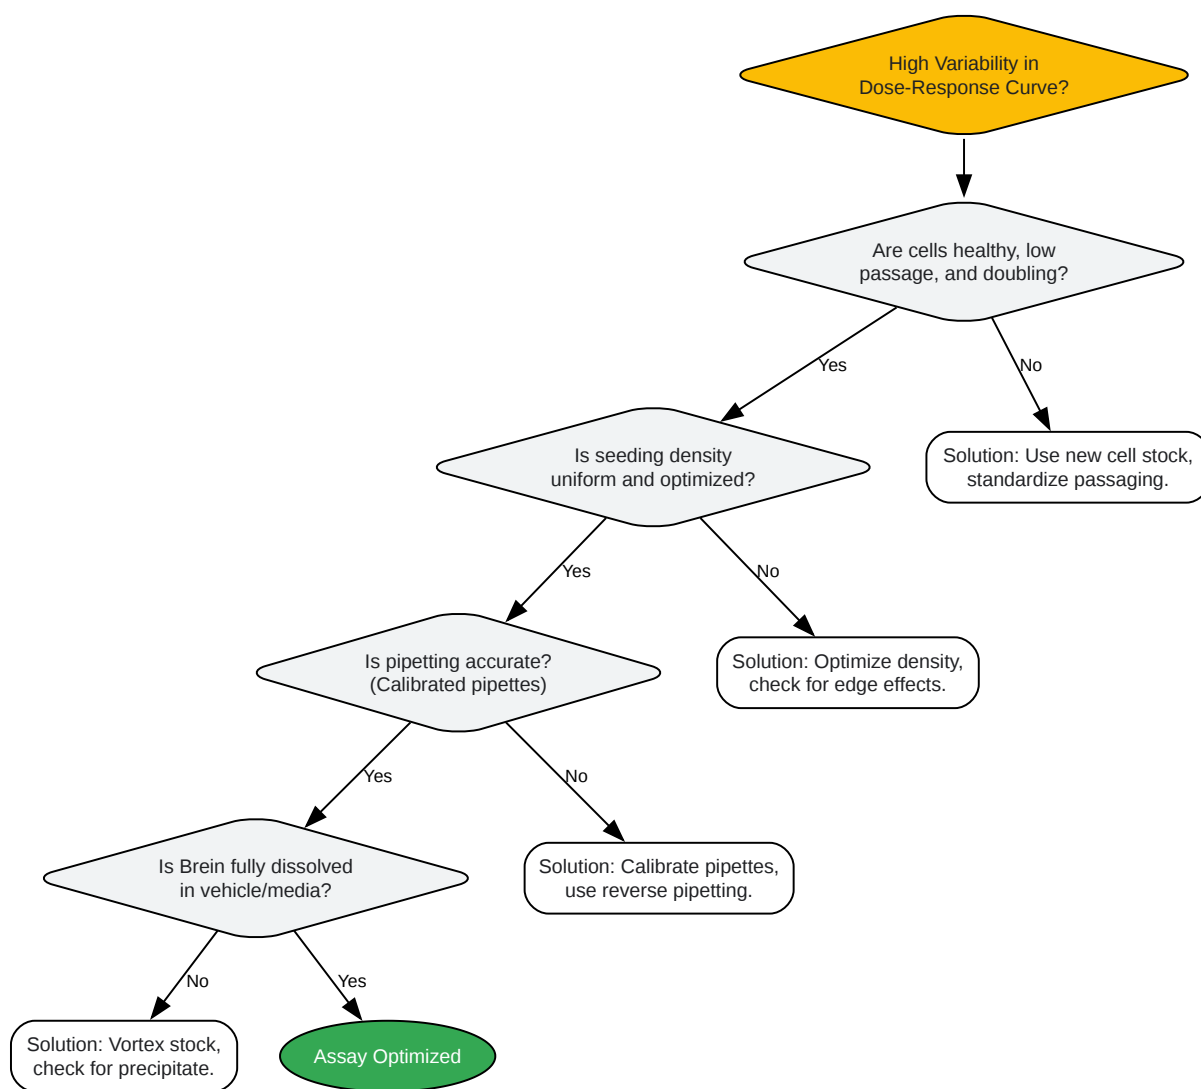 High Variability in
Dose-Response Curve?
Are cells healthy, low
passage, and doubling?
Yes
No
Is seeding density
uniform and optimized?
Solution: Use new cell stock,
standardize passaging.
Yes
No
Is pipetting accurate?
(Calibrated pipettes)
Solution: Optimize density,
check for edge effects.
Yes
No
Is Brein fully dissolved
in vehicle/media?
Solution: Calibrate pipettes,
use reverse pipetting.
No
Yes
Solution: Vortex stock,
check for precipitate.
Assay Optimized